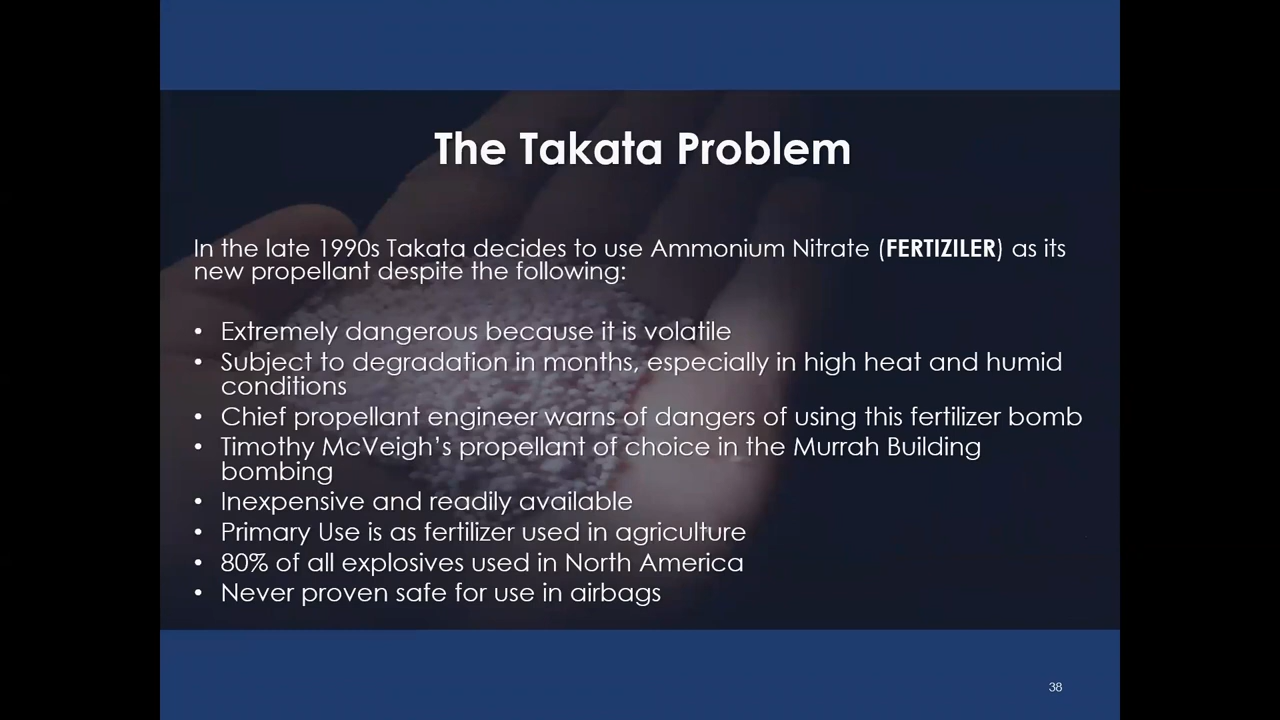 The Takata Problem
In the late 1990s Takata decides to use Ammonium Nitrate (FERTIZILER) as its
new propellant despite the following:
• Extremely dangerous because it is volatile
• Subject to degradation in months, especially in high heat and humid
conditions
• Chief propellant engineer warns of dangers of using this fertilizer bomb
• Timothy McVeigh's propellant of choice in the Murrah Building
bombing
• Inexpensive and readily available
• Primary Use is as fertilizer used in agriculture
• 80% of all explosives used in North America
• Never proven safe for use in airbags
38